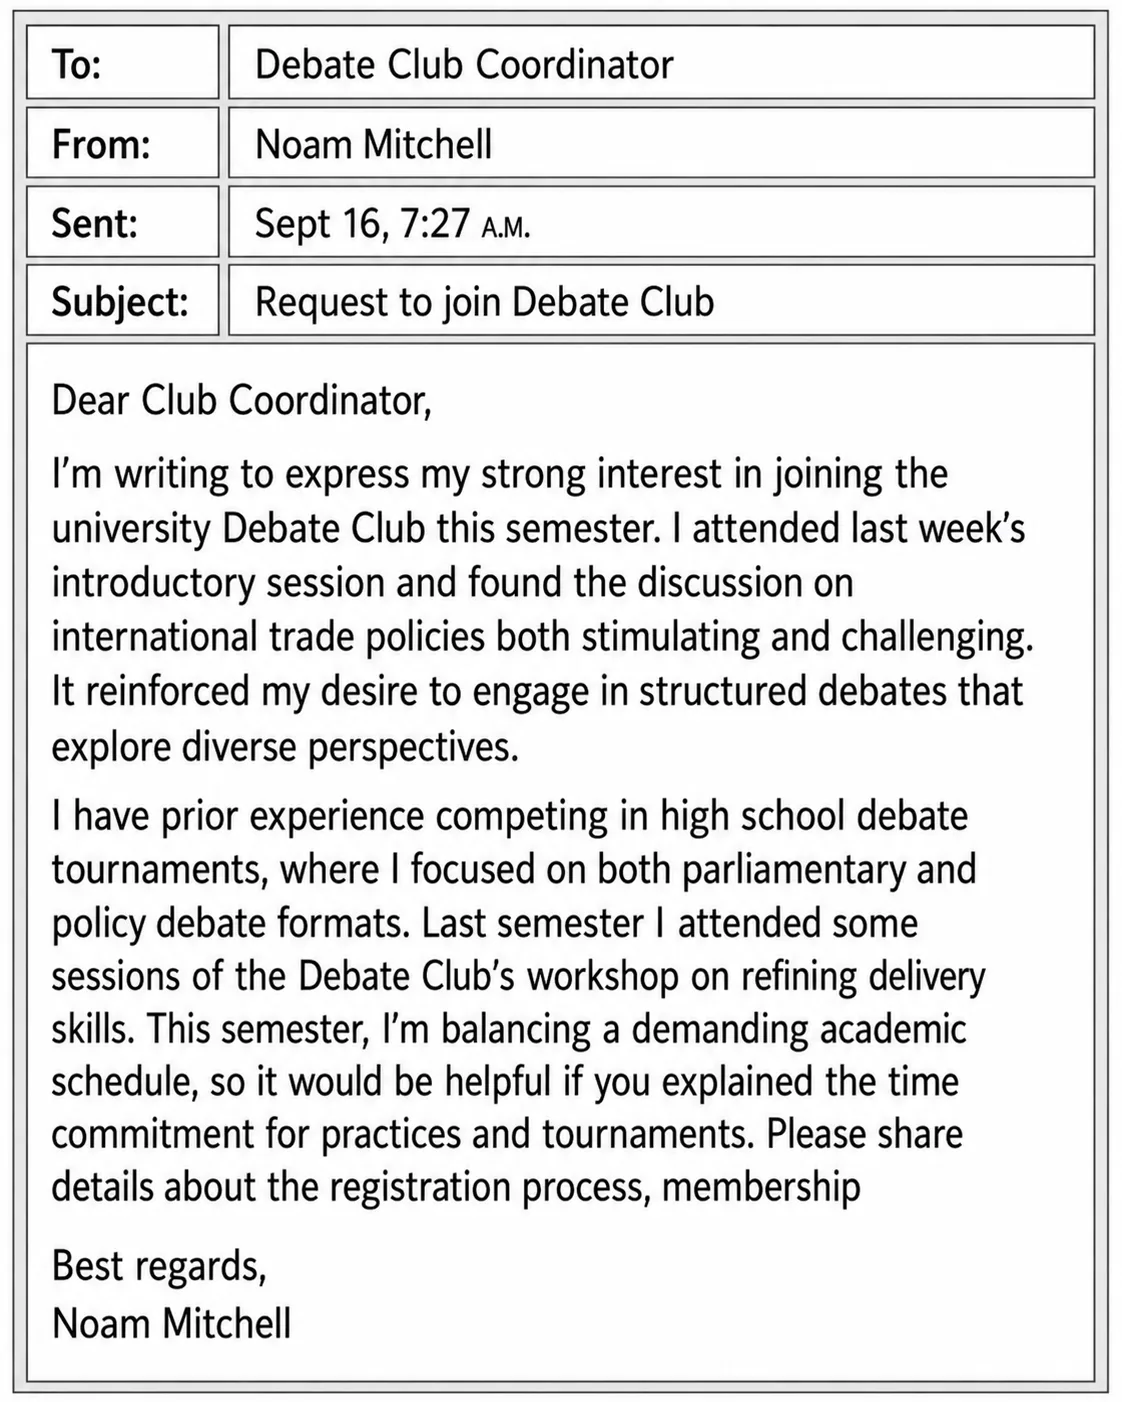 To: Debate Club Coordinator
From: Noam Mitchell
Sent: Sept 16, 7:27 A.M.
Subject: Request to join Debate Club
Dear Club Coordinator,
I’m writing to express my strong interest in joining the
university Debate Club this semester. I attended last week’s
introductory session and found the discussion on
international trade policies both stimulating and challenging.
It reinforced my desire to engage in structured debates that
explore diverse perspectives.
I have prior experience competing in high school debate
tournaments, where I focused on both parliamentary and
policy debate formats. Last semester I attended some
sessions of the Debate Club’s workshop on refining delivery
skills. This semester, I’m balancing a demanding academic
schedule, so it would be helpful if you explained the time
commitment for practices and tournaments. Please share
details about the registration process, membership
Best regards,
Noam Mitchell